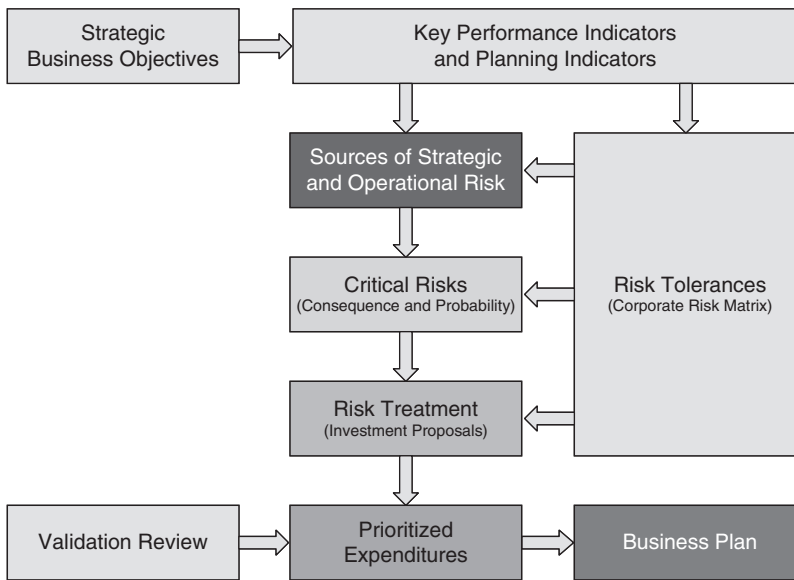 Strategic
Business Objectives
Key Performance Indicators
and Planning Indicators
Sources of Strategic
and Operational Risk
Critical Risks
(Consequence and Probability)
Risk Tolerances
(Corporate Risk Matrix)
Risk Treatment
(Investment Proposals)
Validation Review
Prioritized
Expenditures
Business Plan